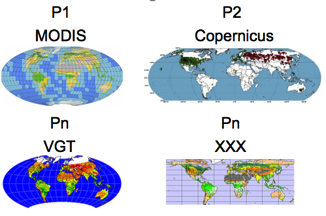 P1
P2
MODIS
Copernicus
Pn
Pn
VGT
XXX